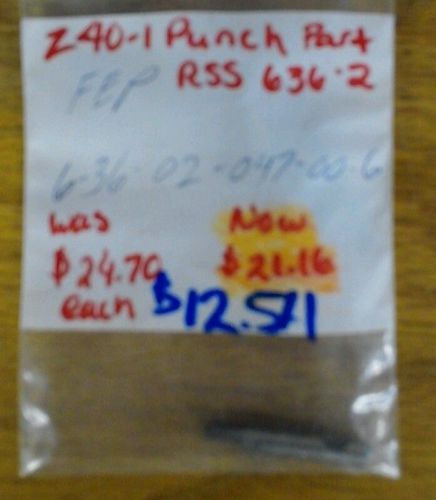 Z40-1 Punch Part
FEP RSS 636-2
6-36-02-047-00-6
was Now
$24.70 $21.16
each $12.51